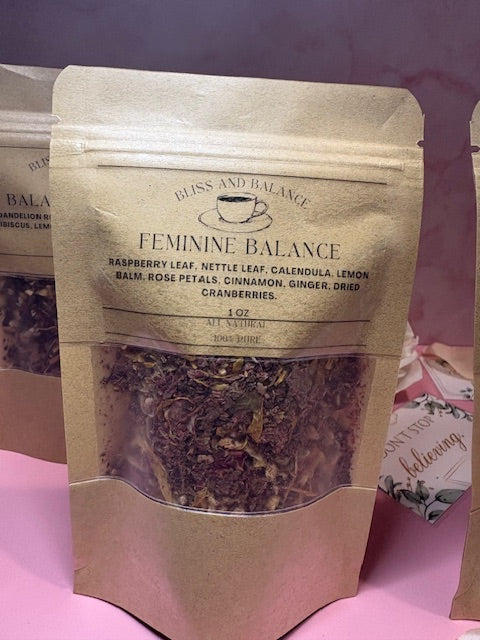 BLISS AND BALANCE
FEMININE BALANCE
RASPBERRY LEAF, NETTLE LEAF, CALENDULA, LEMON
BALM, ROSE PETALS, CINNAMON, GINGER, DRIED
CRANBERRIES.
1 OZ
ALL NATURAL
100% PURE
DON'T STOP
believing.